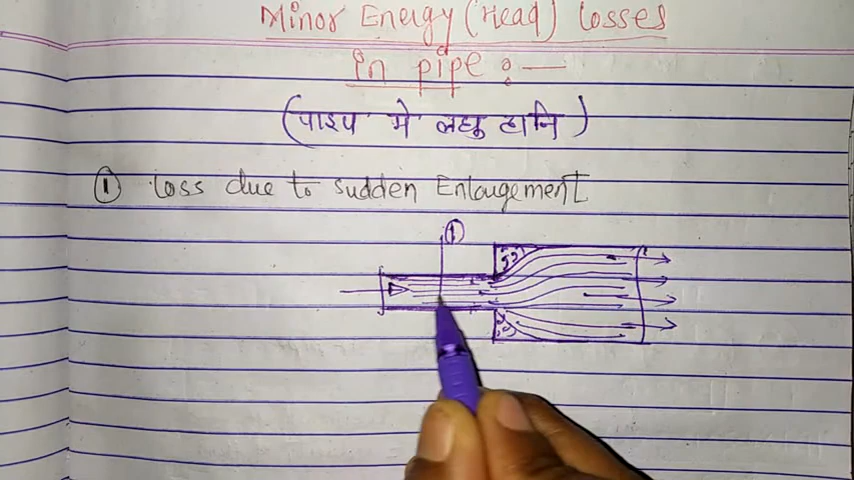 Minor Energy (Head) losses
in pipe :—
(पाइप में लघु हानि)
① Loss due to Sudden Enlargement
①